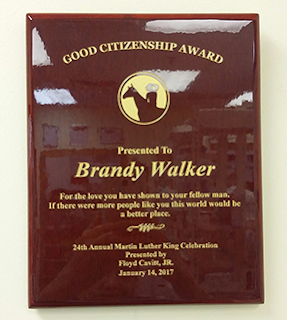 GOOD CITIZENSHIP AWARD
Presented To
Brandy Walker
For the love you have shown to your fellow man.
If there were more people like you this world would be
a better place.
24th Annual Martin Luther King Celebration
Presented by
Floyd Cavitt, JR.
January 14, 2017